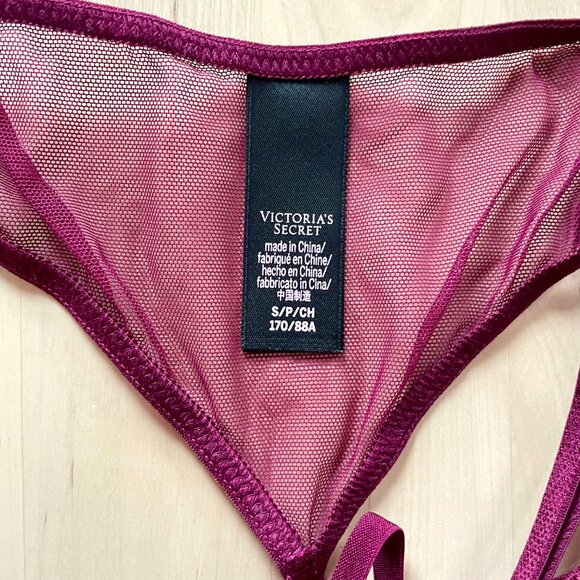 VICTORIA'S
SECRET
made in China/
fabriqué en Chine/
hecho en China/
fabbricato in Cina/
中国制造
S/P/CH
170/88A